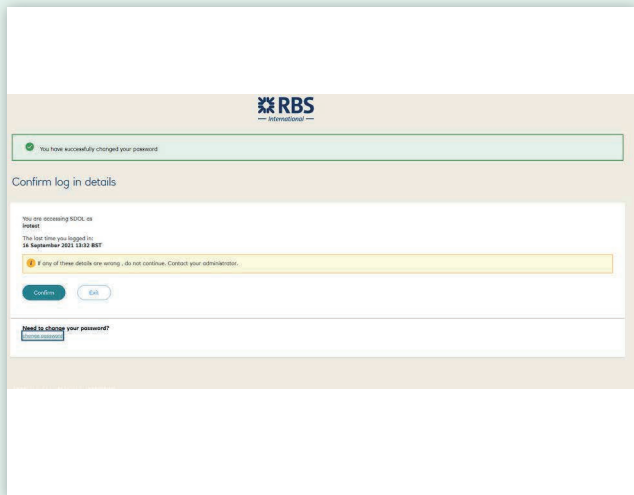 RBS
International
You have successfully changed your password
Confirm log in details
You are accessing SDOL as
irotest
The last time you logged in:
16 September 2021 13:32 BST
If any of these details are wrong , do not continue. Contact your administrator.
Confirm
Exit
Need to change your password?
change password